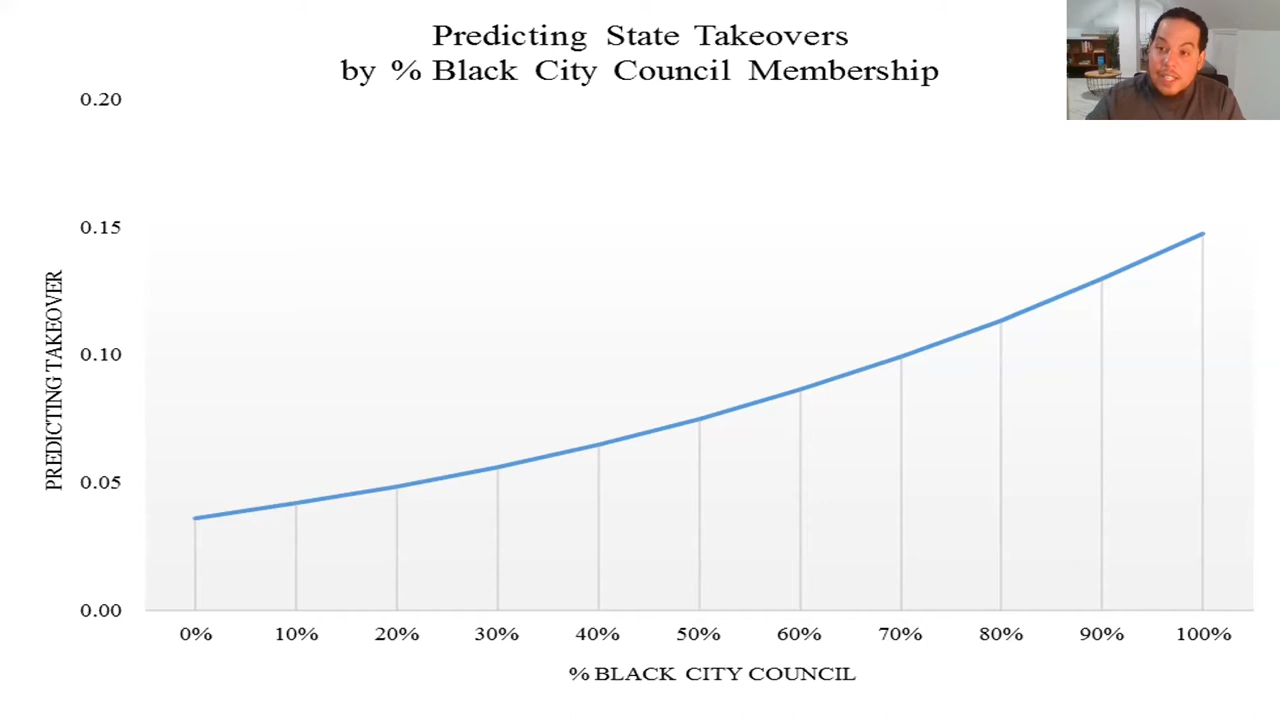 Predicting State Takeovers
by % Black City Council Membership
0.20
0.15
0.10
0.05
0.00
PREDICTING TAKEOVER
0% 10% 20% 30% 40% 50% 60% 70% 80% 90% 100%
% BLACK CITY COUNCIL